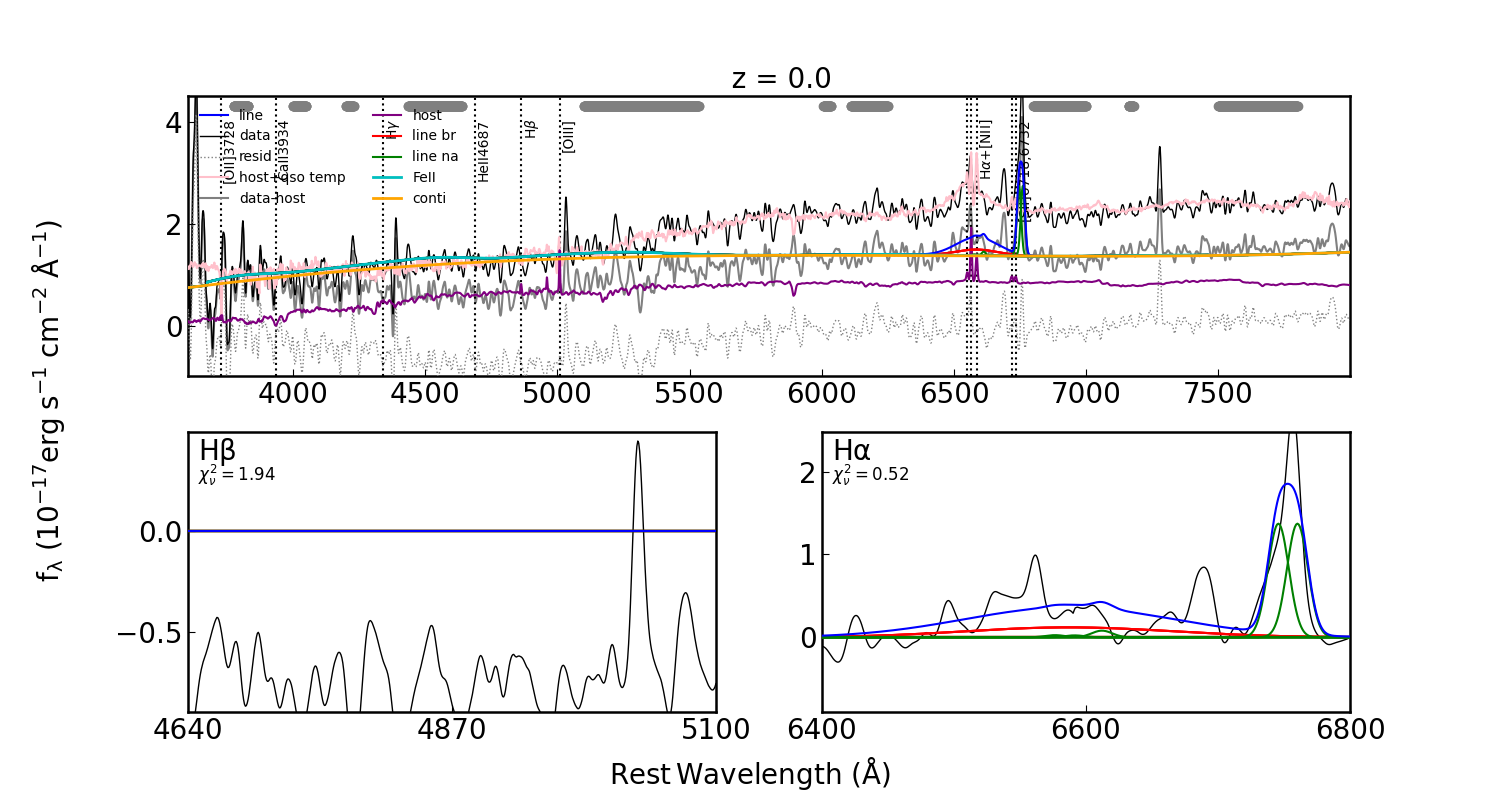 z = 0.0
line
data
resid
host+qso temp
data-host
host
line br
line na
FeII
conti
[OII]3728
CaII3934
Hγ
HeII4687
Hβ
[OIII]
Hα+[NII]
4
2
0
4000 4500 5000 5500 6000 6500 7000 7500
f_λ (10⁻¹⁷erg s⁻¹ cm⁻² Å⁻¹)
Hβ
χ²_ν = 1.94
0.0
−0.5
4640 4870 5100
Hα
χ²_ν = 0.52
2
1
0
6400 6600 6800
Rest Wavelength (Å)